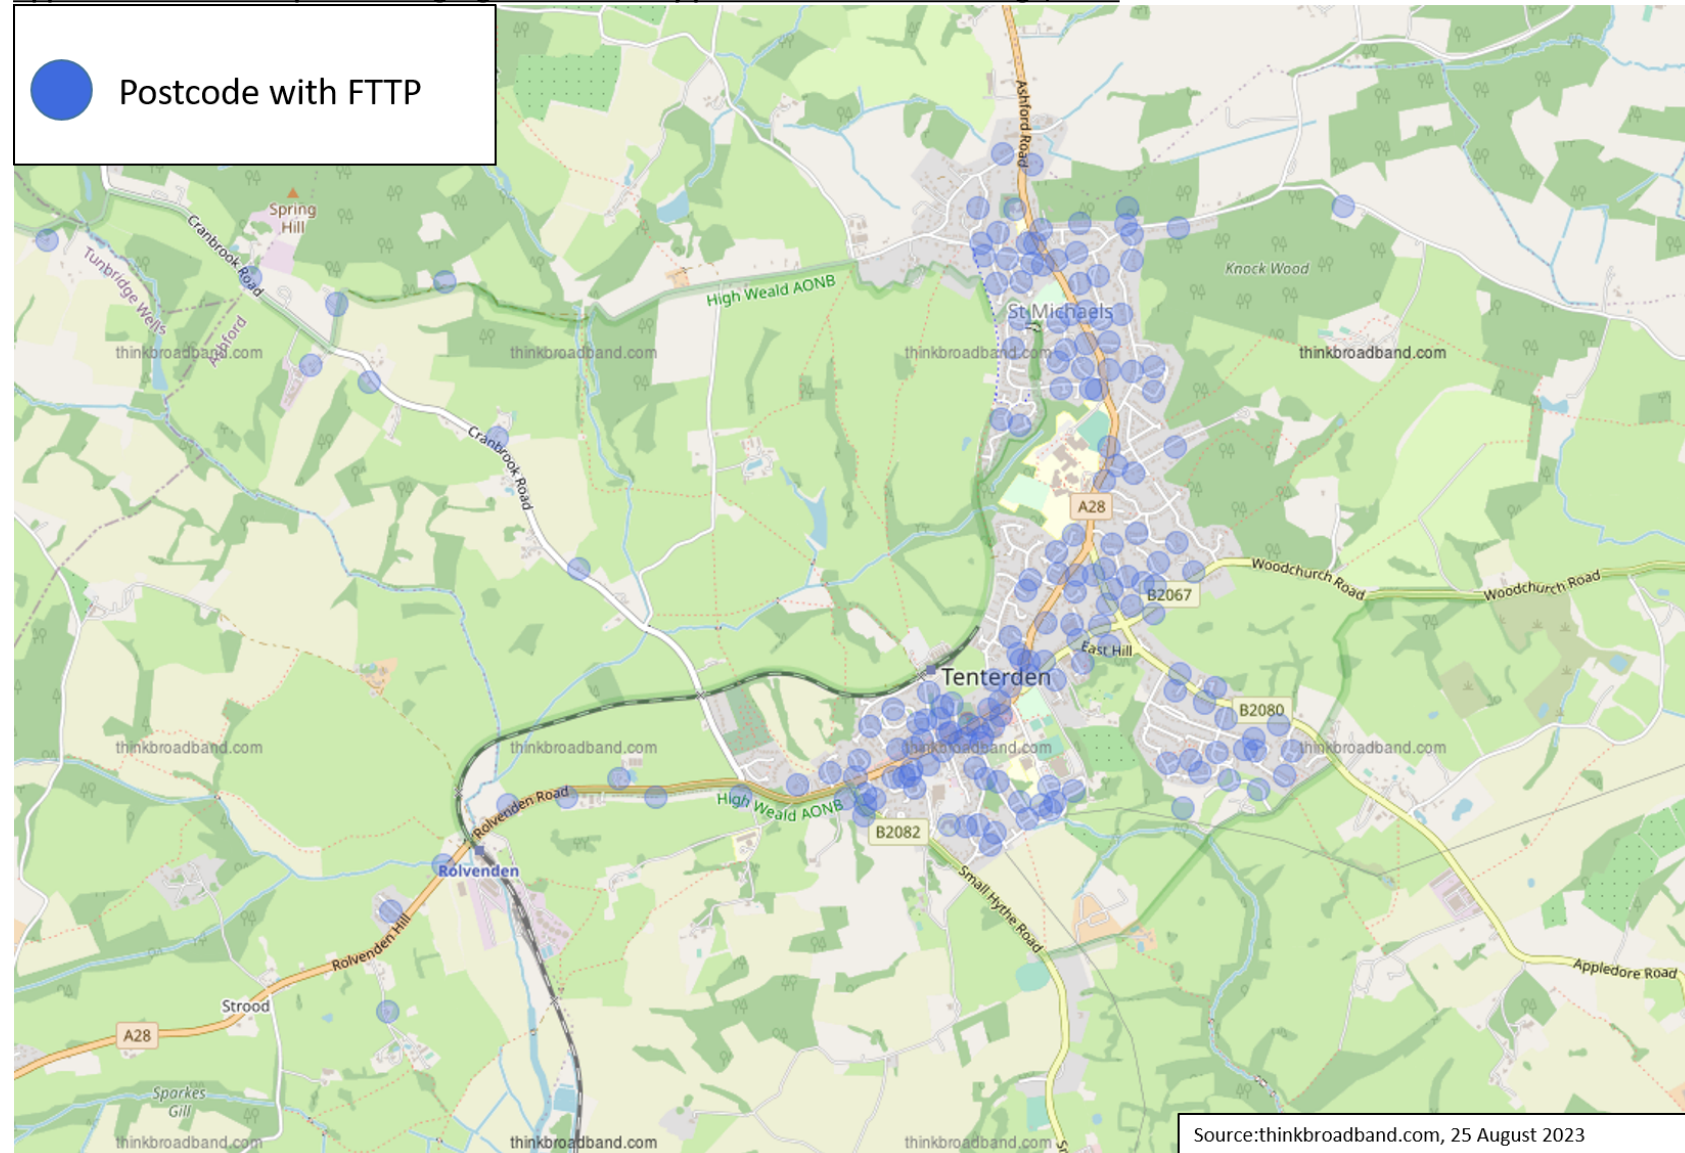 Postcode with FTTP
Ashford Road
Spring
Hill
Cranbrook Road
Tunbridge Wells
Ashford
High Weald AONB
Knock Wood
St Michaels
thinkbroadband.com
thinkbroadband.com
thinkbroadband.com
thinkbroadband.com
Cranbrook Road
A28
Woodchurch Road
Woodchurch Road
B2067
East Hill
Tenterden
B2080
thinkbroadband.com
thinkbroadband.com
thinkbroadband.com
thinkbroadband.com
Rolvenden Road
High Weald AONB
B2082
Rolvenden
Small Hythe Road
Rolvenden Hill
Appledore Road
Strood
A28
Sparkes
Gill
thinkbroadband.com
thinkbroadband.com
thinkbroadband.com
Source:thinkbroadband.com, 25 August 2023